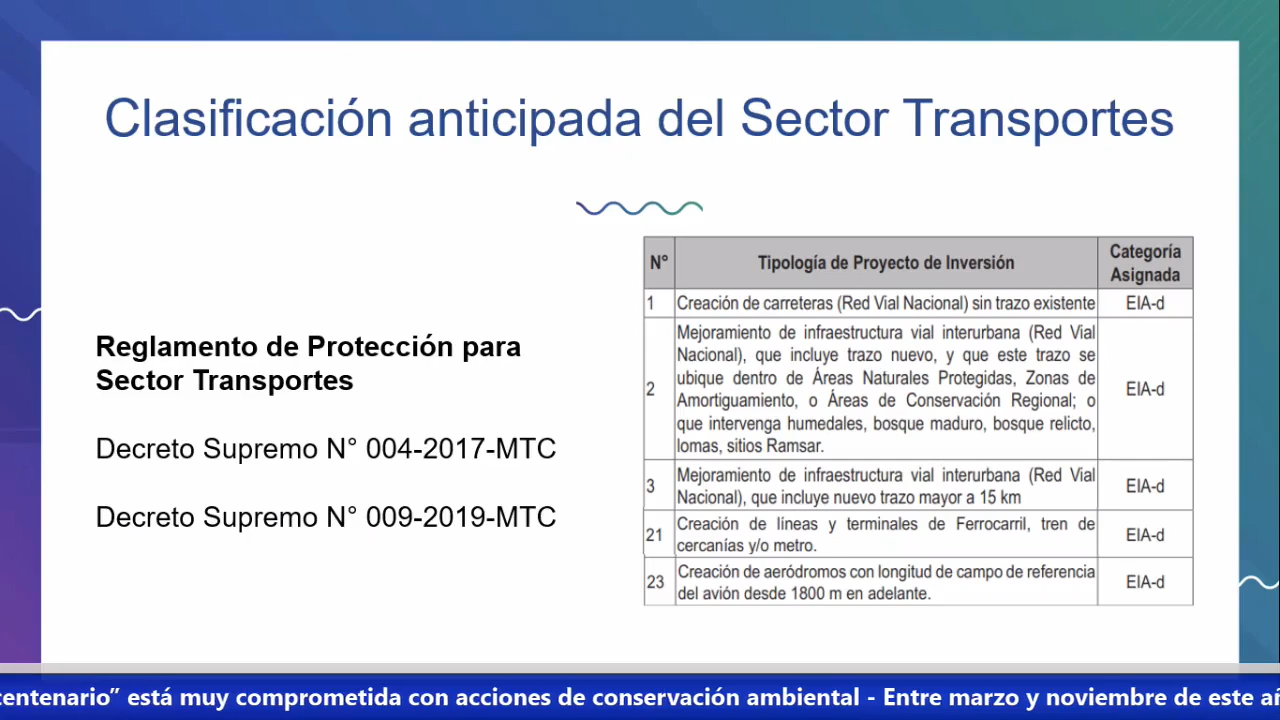 Clasificación anticipada del Sector Transportes
Reglamento de Protección para
Sector Transportes
Decreto Supremo N° 004-2017-MTC
Decreto Supremo N° 009-2019-MTC
N° Tipología de Proyecto de Inversión Categoría
Asignada
1 Creación de carreteras (Red Vial Nacional) sin trazo existente EIA-d
Mejoramiento de infraestructura vial interurbana (Red Vial
Nacional), que incluye trazo nuevo, y que este trazo se
ubique dentro de Áreas Naturales Protegidas, Zonas de
2 Amortiguamiento, o Áreas de Conservación Regional; o EIA-d
que intervenga humedales, bosque maduro, bosque relicto,
lomas, sitios Ramsar.
3 Mejoramiento de infraestructura vial interurbana (Red Vial EIA-d
Nacional), que incluye nuevo trazo mayor a 15 km
21 Creación de líneas y terminales de Ferrocarril, tren de EIA-d
cercanías y/o metro.
23 Creación de aeródromos con longitud de campo de referencia EIA-d
del avión desde 1800 m en adelante.
centenario” está muy comprometida con acciones de conservación ambiental - Entre marzo y noviembre de este